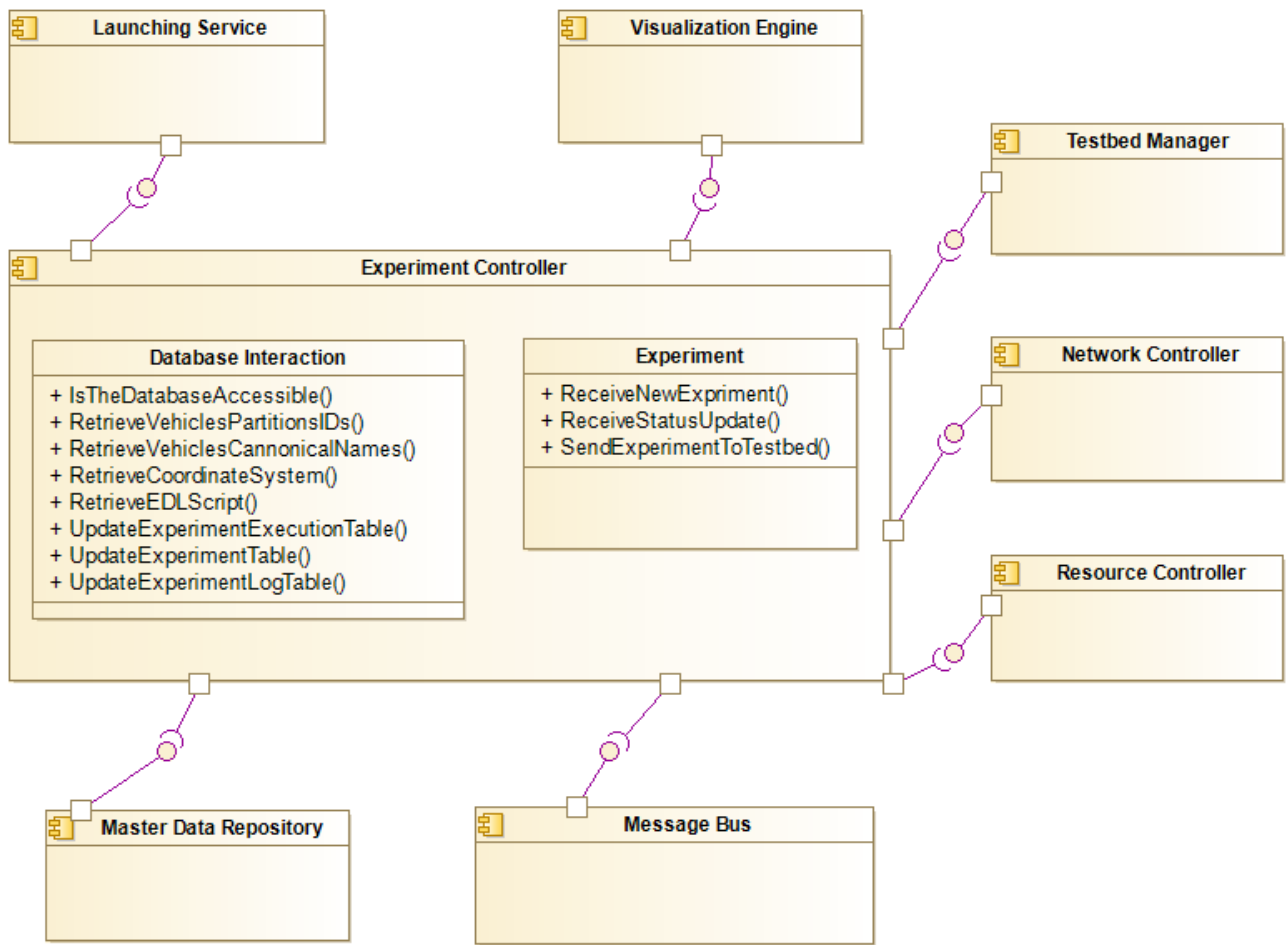 Launching Service
Visualization Engine
Testbed Manager
Experiment Controller
Database Interaction
+ IsTheDatabaseAccessible()
+ RetrieveVehiclesPartitionsIDs()
+ RetrieveVehiclesCannonicalNames()
+ RetrieveCoordinateSystem()
+ RetrieveEDLScript()
+ UpdateExperimentExecutionTable()
+ UpdateExperimentTable()
+ UpdateExperimentLogTable()
Experiment
+ ReceiveNewExpriment()
+ ReceiveStatusUpdate()
+ SendExperimentToTestbed()
Network Controller
Resource Controller
Master Data Repository
Message Bus